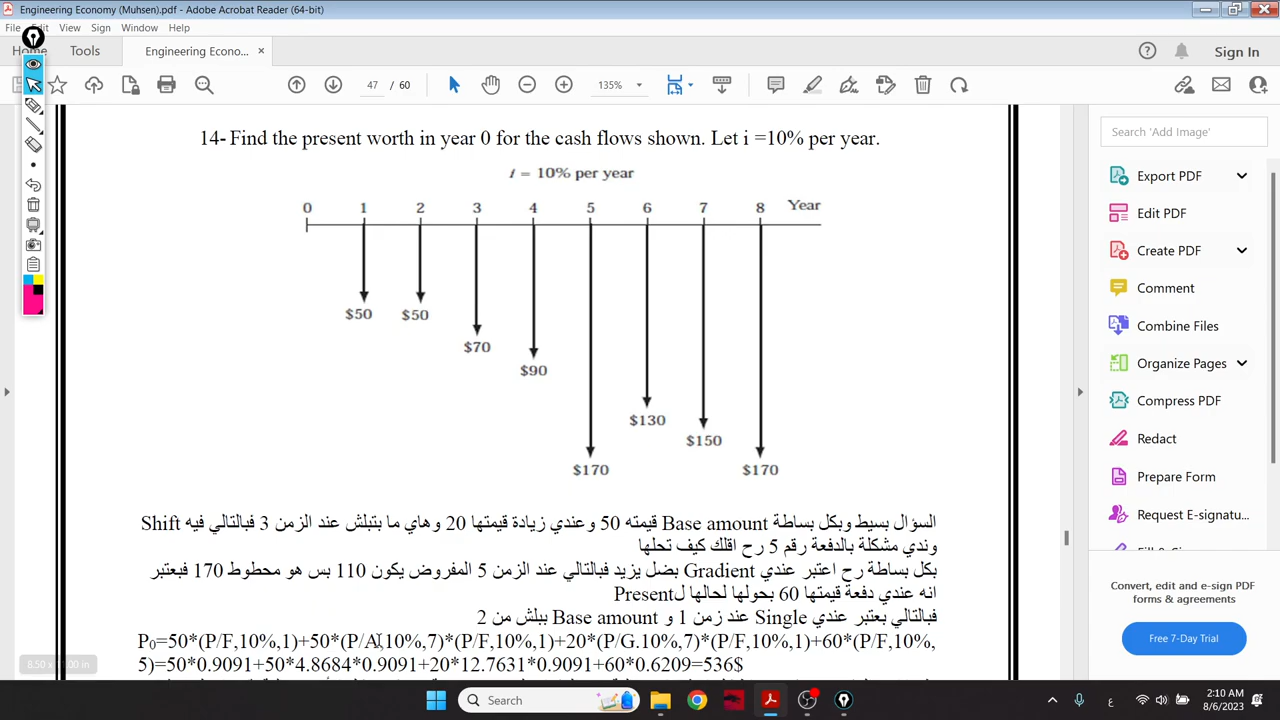 Engineering Economy (Muhsen).pdf - Adobe Acrobat Reader (64-bit)
File Edit View Sign Window Help
Home Tools Engineering Econo... × Sign In
47 / 60 135%
14- Find the present worth in year 0 for the cash flows shown. Let i =10% per year.
i = 10% per year
0 1 2 3 4 5 6 7 8 Year
$50 $50
$70
$90
$130
$150
$170 $170
السؤال بسيط وبكل بساطة Base amount قيمته 50 وعندي زيادة قيمتها 20 وهاي ما بتبلش عند الزمن 3 فبالتالي فيه Shift
وندي مشكلة بالدفعة رقم 5 رح اقلك كيف تحلها
بكل بساطة رح اعتبر عندي Gradient بضل يزيد فبالتالي عند الزمن 5 المفروض يكون 110 بس هو محطوط 170 فبعتبر
انه عندي دفعة قيمتها 60 بحولها لحالها لPresent
فبالتالي بعتبر عندي Single عند زمن 1 و Base amount ببلش من 2
P₀=50*(P/F,10%,1)+50*(P/A,10%,7)*(P/F,10%,1)+20*(P/G.10%,7)*(P/F,10%,1)+60*(P/F,10%,
5)=50*0.9091+50*4.8684*0.9091+20*12.7631*0.9091+60*0.6209=536$
8.50 x 11.00 in
Search 'Add Image'
Export PDF
Edit PDF
Create PDF
Comment
Combine Files
Organize Pages
Compress PDF
Redact
Prepare Form
Request E-signatu...
Convert, edit and e-sign PDF
forms & agreements
Free 7-Day Trial
Search
ع
2:10 AM
8/6/2023